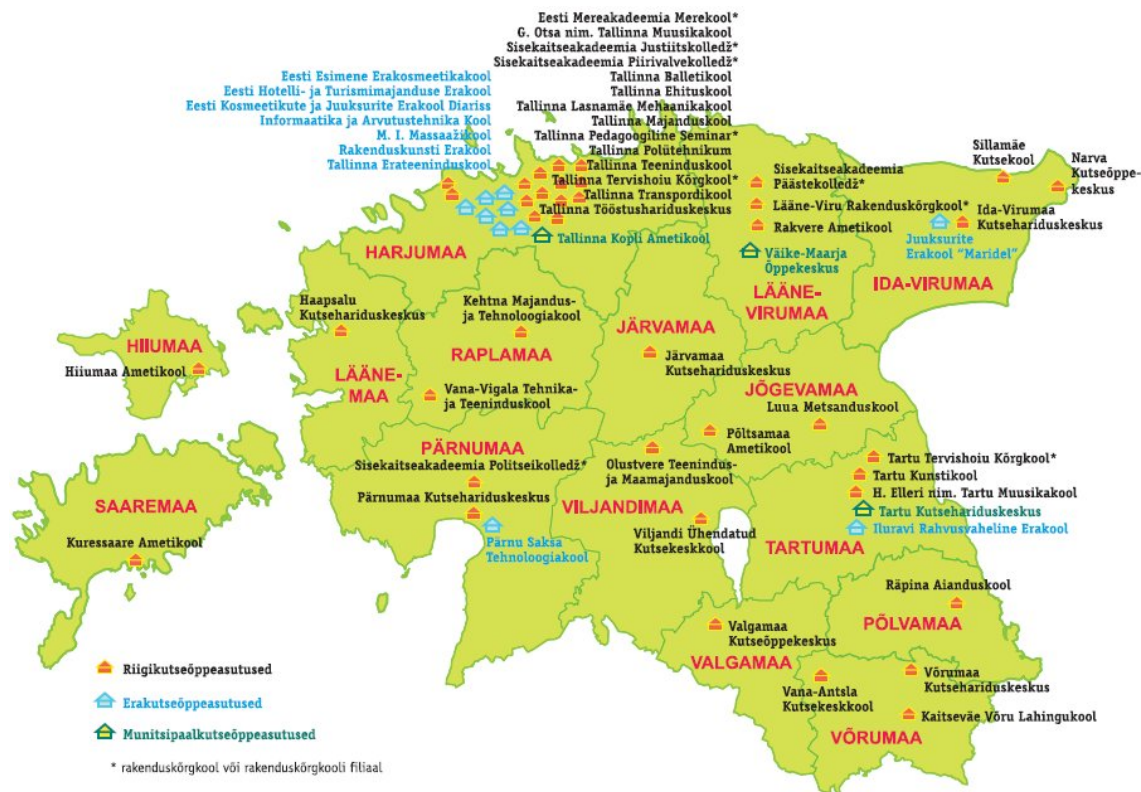 Eesti Mereakadeemia Merekool*
G. Otsa nim. Tallinna Muusikakool
Sisekaitseakadeemia Justiitskolledž*
Sisekaitseakadeemia Piirivalvekolledž*
Tallinna Balletikool
Tallinna Ehituskool
Tallinna Lasnamäe Mehaanikakool
Tallinna Majanduskool
Tallinna Pedagoogiline Seminar*
Tallinna Polütehnikum
Tallinna Teeninduskool
Tallinna Tervishoiu Kõrgkool*
Tallinna Transpordikool
Tallinna Tööstushariduskeskus
Eesti Esimene Erakosmeetikakool
Eesti Hotelli- ja Turismimajanduse Erakool
Eesti Kosmeetikute ja Juuksurite Erakool Diariss
Informaatika ja Arvutustehnika Kool
M. I. Massaažikool
Rakenduskunsti Erakool
Tallinna Erateeninduskool
Tallinna Kopli Ametikool
HARJUMAA
Sisekaitseakadeemia
Päästekolledž*
Lääne-Viru Rakenduskõrgkool*
Rakvere Ametikool
Väike-Maarja
Õppekeskus
LÄÄNE-
VIRUMAA
Sillamäe
Kutsekool
Narva
Kutseõppe-
keskus
Ida-Virumaa
Kutsehariduskeskus
Juuksurite
Erakool "Maridel"
IDA-VIRUMAA
Haapsalu
Kutsehariduskeskus
LÄÄNE-
MAA
Kehtna Majandus-
ja Tehnoloogiakool
RAPLAMAA
Vana-Vigala Tehnika-
ja Teeninduskool
JÄRVAMAA
Järvamaa
Kutsehariduskeskus
HIIUMAA
Hiiumaa Ametikool
JÕGEVAMAA
Luua Metsanduskool
Põltsamaa
Ametikool
PÄRNUMAA
Sisekaitseakadeemia Politseikolledž*
Pärnumaa Kutsehariduskeskus
Pärnu Saksa
Tehnoloogiakool
Olustvere Teenindus-
ja Maamajanduskool
VILJANDIMAA
Viljandi Ühendatud
Kutsekeskkool
Tartu Tervishoiu Kõrgkool*
Tartu Kunstikool
H. Elleri nim. Tartu Muusikakool
Tartu Kutsehariduskeskus
Iluravi Rahvusvaheline Erakool
TARTUMAA
SAAREMAA
Kuressaare Ametikool
Räpina Aianduskool
PÕLVAMAA
Valgamaa
Kutseõppekeskus
VALGAMAA
Vana-Antsla
Kutsekeskkool
Võrumaa
Kutsehariduskeskus
Kaitseväe Võru Lahingukool
VÕRUMAA
Riigikutseõppeasutused
Erakutseõppeasutused
Munitsipaalkutseõppeasutused
* rakenduskõrgkool või rakenduskõrgkooli filiaal